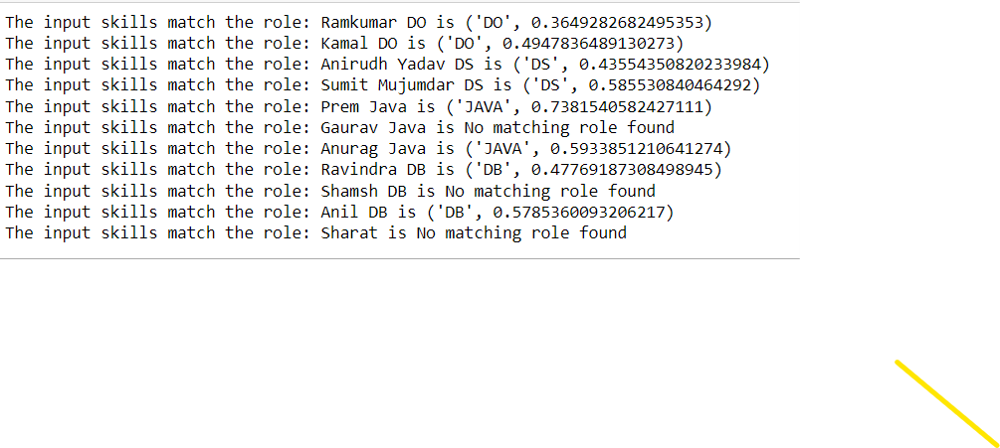 The input skills match the role: Ramkumar DO is ('DO', 0.3649282682495353)
The input skills match the role: Kamal DO is ('DO', 0.4947836489130273)
The input skills match the role: Anirudh Yadav DS is ('DS', 0.43554350820233984)
The input skills match the role: Sumit Mujumdar DS is ('DS', 0.585530840464292)
The input skills match the role: Prem Java is ('JAVA', 0.7381540582427111)
The input skills match the role: Gaurav Java is No matching role found
The input skills match the role: Anurag Java is ('JAVA', 0.5933851210641274)
The input skills match the role: Ravindra DB is ('DB', 0.47769187308498945)
The input skills match the role: Shamsh DB is No matching role found
The input skills match the role: Anil DB is ('DB', 0.5785360093206217)
The input skills match the role: Sharat is No matching role found